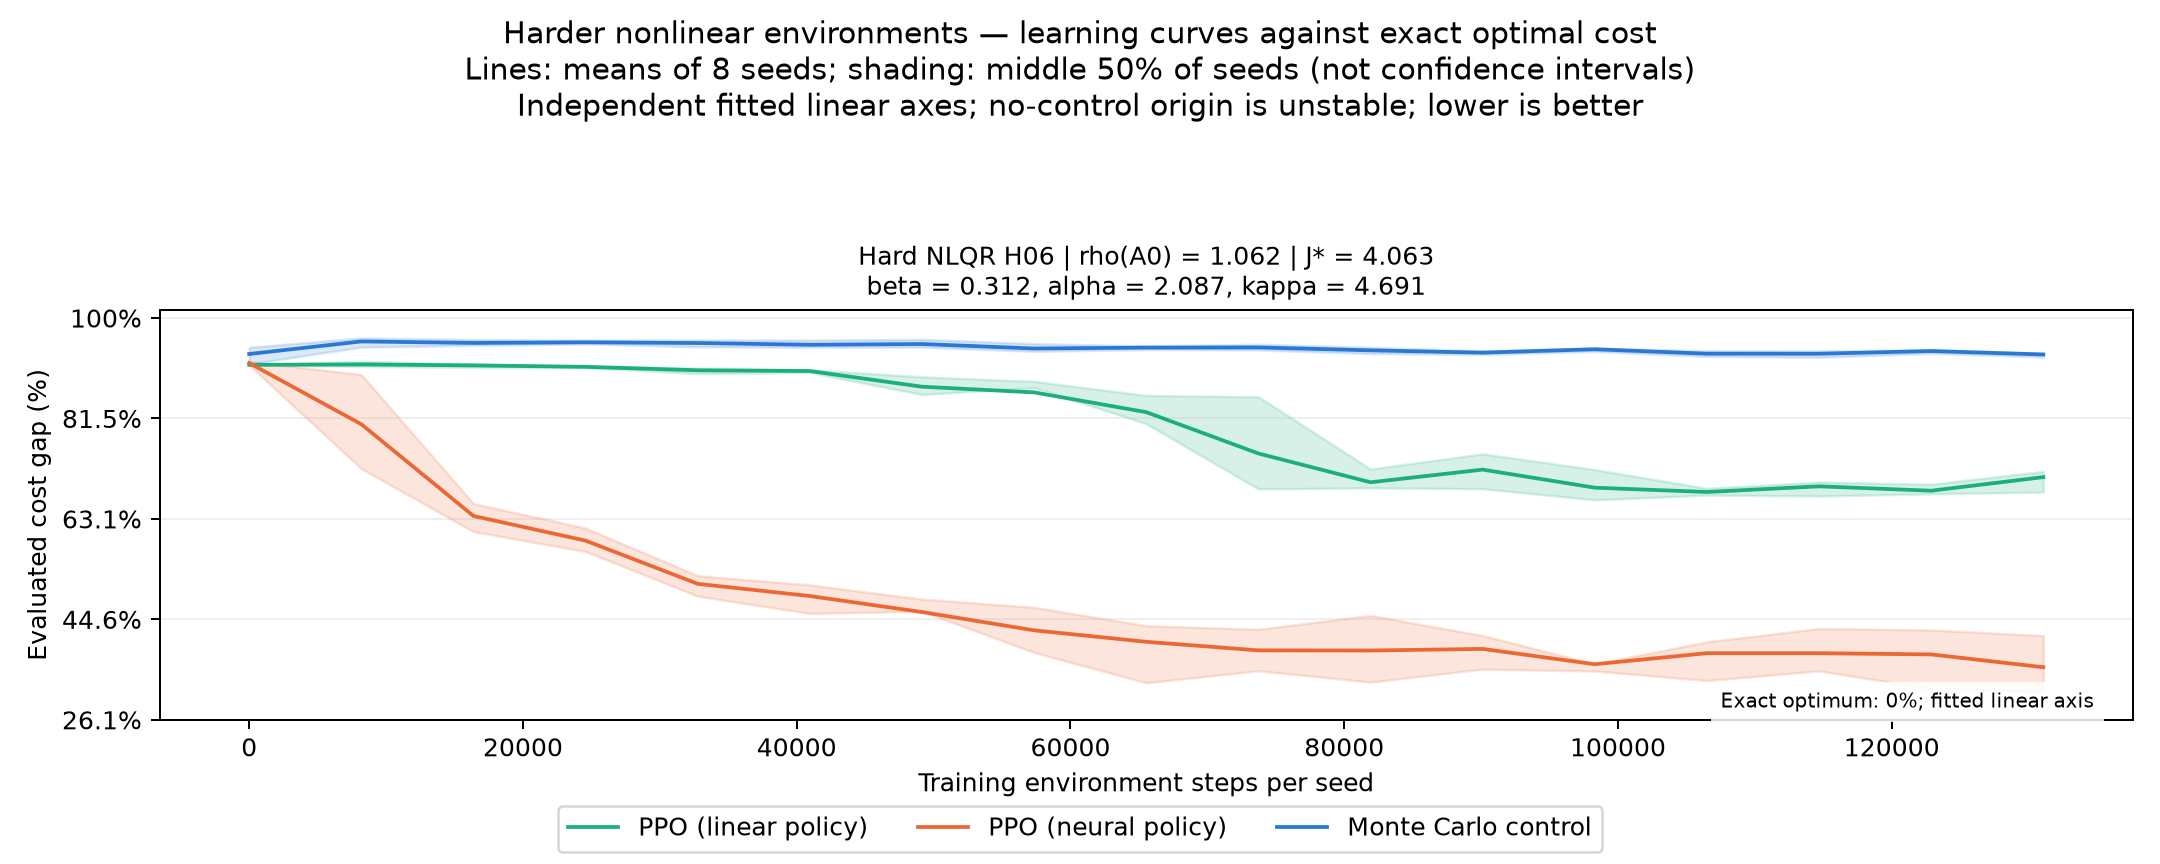 Harder nonlinear environments — learning curves against exact optimal cost
Lines: means of 8 seeds; shading: middle 50% of seeds (not confidence intervals)
Independent fitted linear axes; no-control origin is unstable; lower is better
Hard NLQR H06 | rho(A0) = 1.062 | J* = 4.063
beta = 0.312, alpha = 2.087, kappa = 4.691
Evaluated cost gap (%)
100%
81.5%
63.1%
44.6%
26.1%
Exact optimum: 0%; fitted linear axis
0 20000 40000 60000 80000 100000 120000
Training environment steps per seed
PPO (linear policy) PPO (neural policy) Monte Carlo control